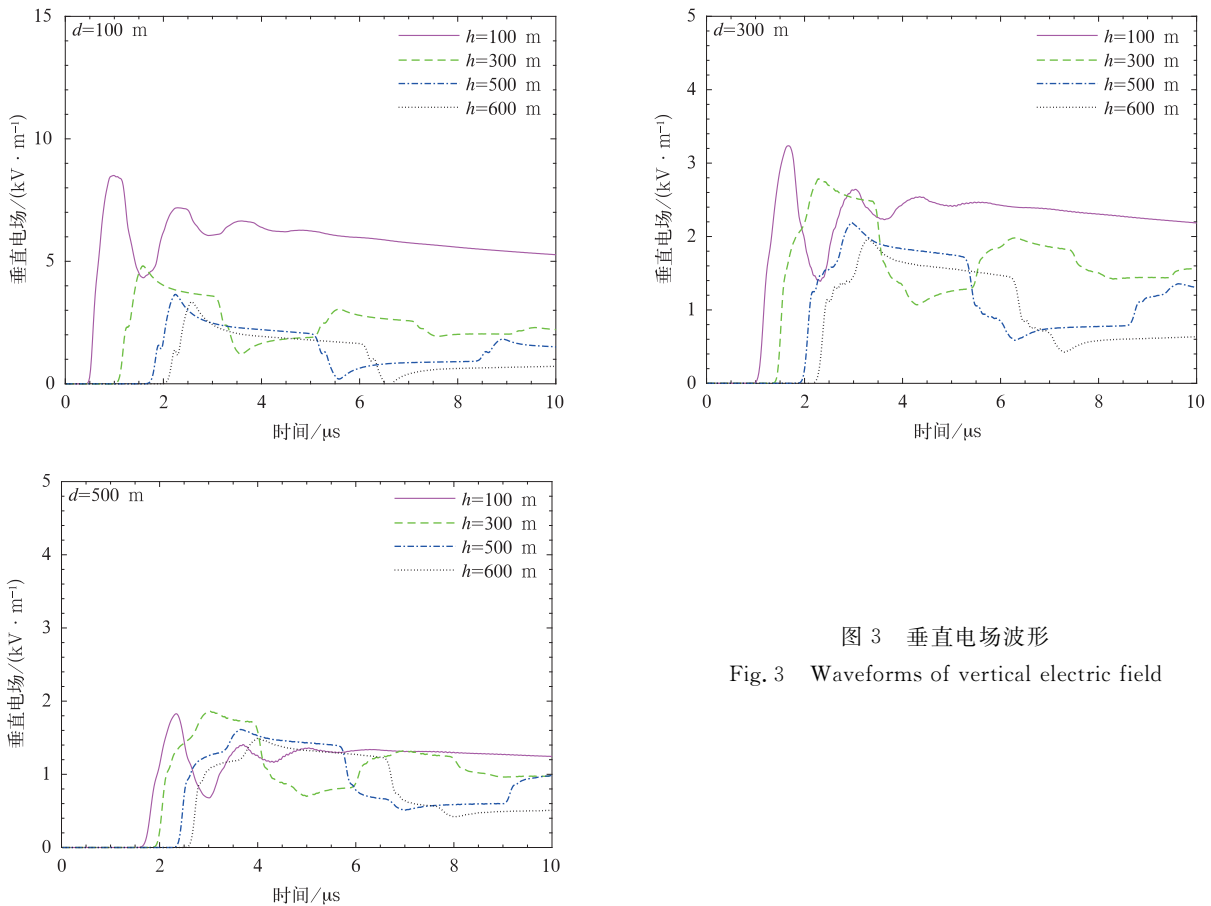 d=100 m
h=100 m
h=300 m
h=500 m
h=600 m
垂直电场/(kV · m⁻¹)
15
10
5
0
0 2 4 6 8 10
时间/μs
d=300 m
h=100 m
h=300 m
h=500 m
h=600 m
垂直电场/(kV · m⁻¹)
5
4
3
2
1
0
0 2 4 6 8 10
时间/μs
d=500 m
h=100 m
h=300 m
h=500 m
h=600 m
垂直电场/(kV · m⁻¹)
5
4
3
2
1
0
0 2 4 6 8 10
时间/μs
图 3 垂直电场波形
Fig. 3 Waveforms of vertical electric field